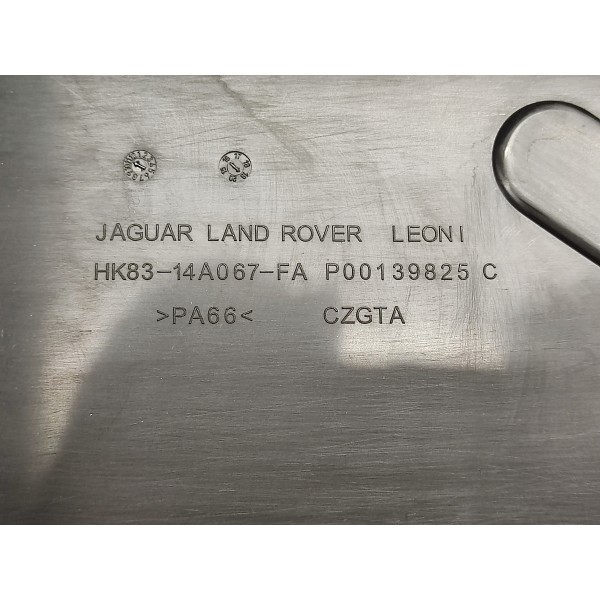 JAGUAR LAND ROVER LEONI
HK83-14A067-FA P00139825 C
>PA66< CZGTA